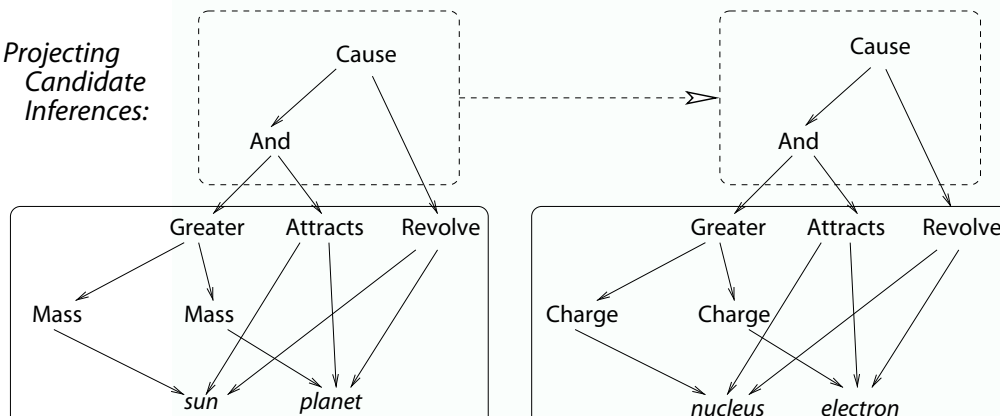 Projecting
Candidate
Inferences:
Cause
And
Greater Attracts Revolve
Mass Mass
sun planet
Cause
And
Greater Attracts Revolve
Charge Charge
nucleus electron